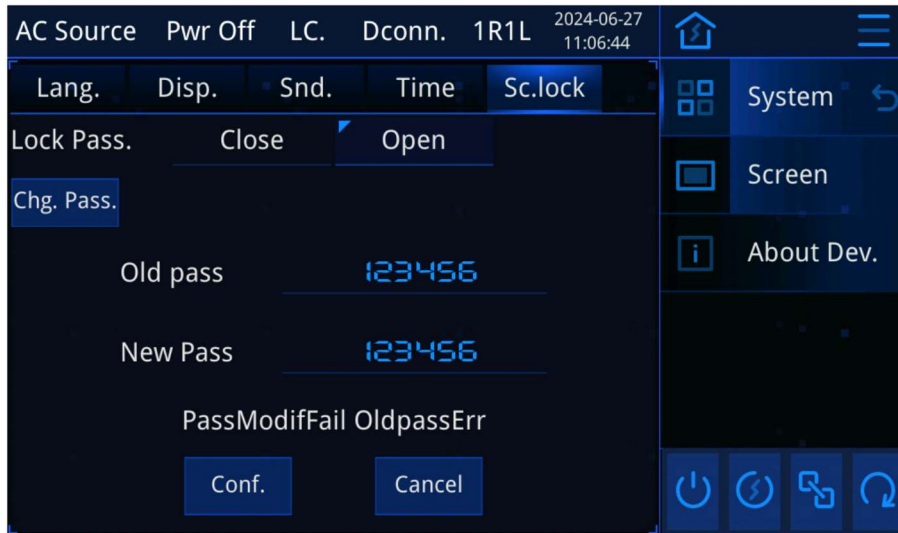 AC Source Pwr Off LC. Dconn. 1R1L 2024-06-27 11:06:44
Lang. Disp. Snd. Time Sc.lock
Lock Pass. Close Open
Chg. Pass.
Old pass 123456
New Pass 123456
PassModifFail OldpassErr
Conf. Cancel
System
Screen
i About Dev.